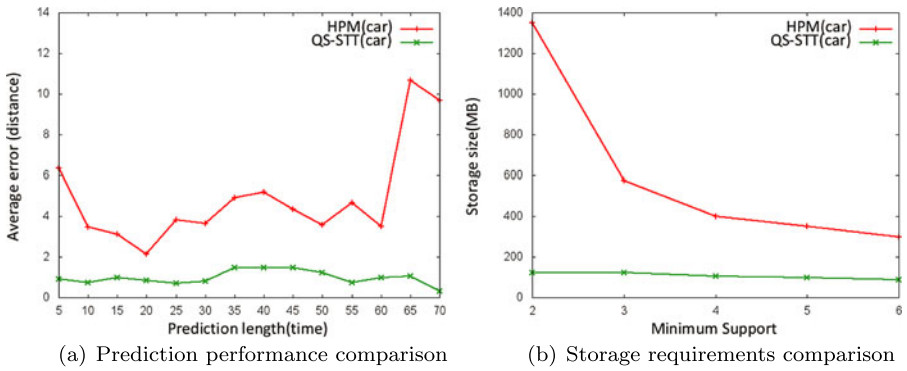 HPM(car)
QS-STT(car)
14
12
10
8
6
4
2
0
Average error (distance)
5 10 15 20 25 30 35 40 45 50 55 60 65 70
Prediction length(time)
(a) Prediction performance comparison
HPM(car)
QS-STT(car)
1400
1200
1000
800
600
400
200
0
Storage size(MB)
2 3 4 5 6
Minimum Support
(b) Storage requirements comparison